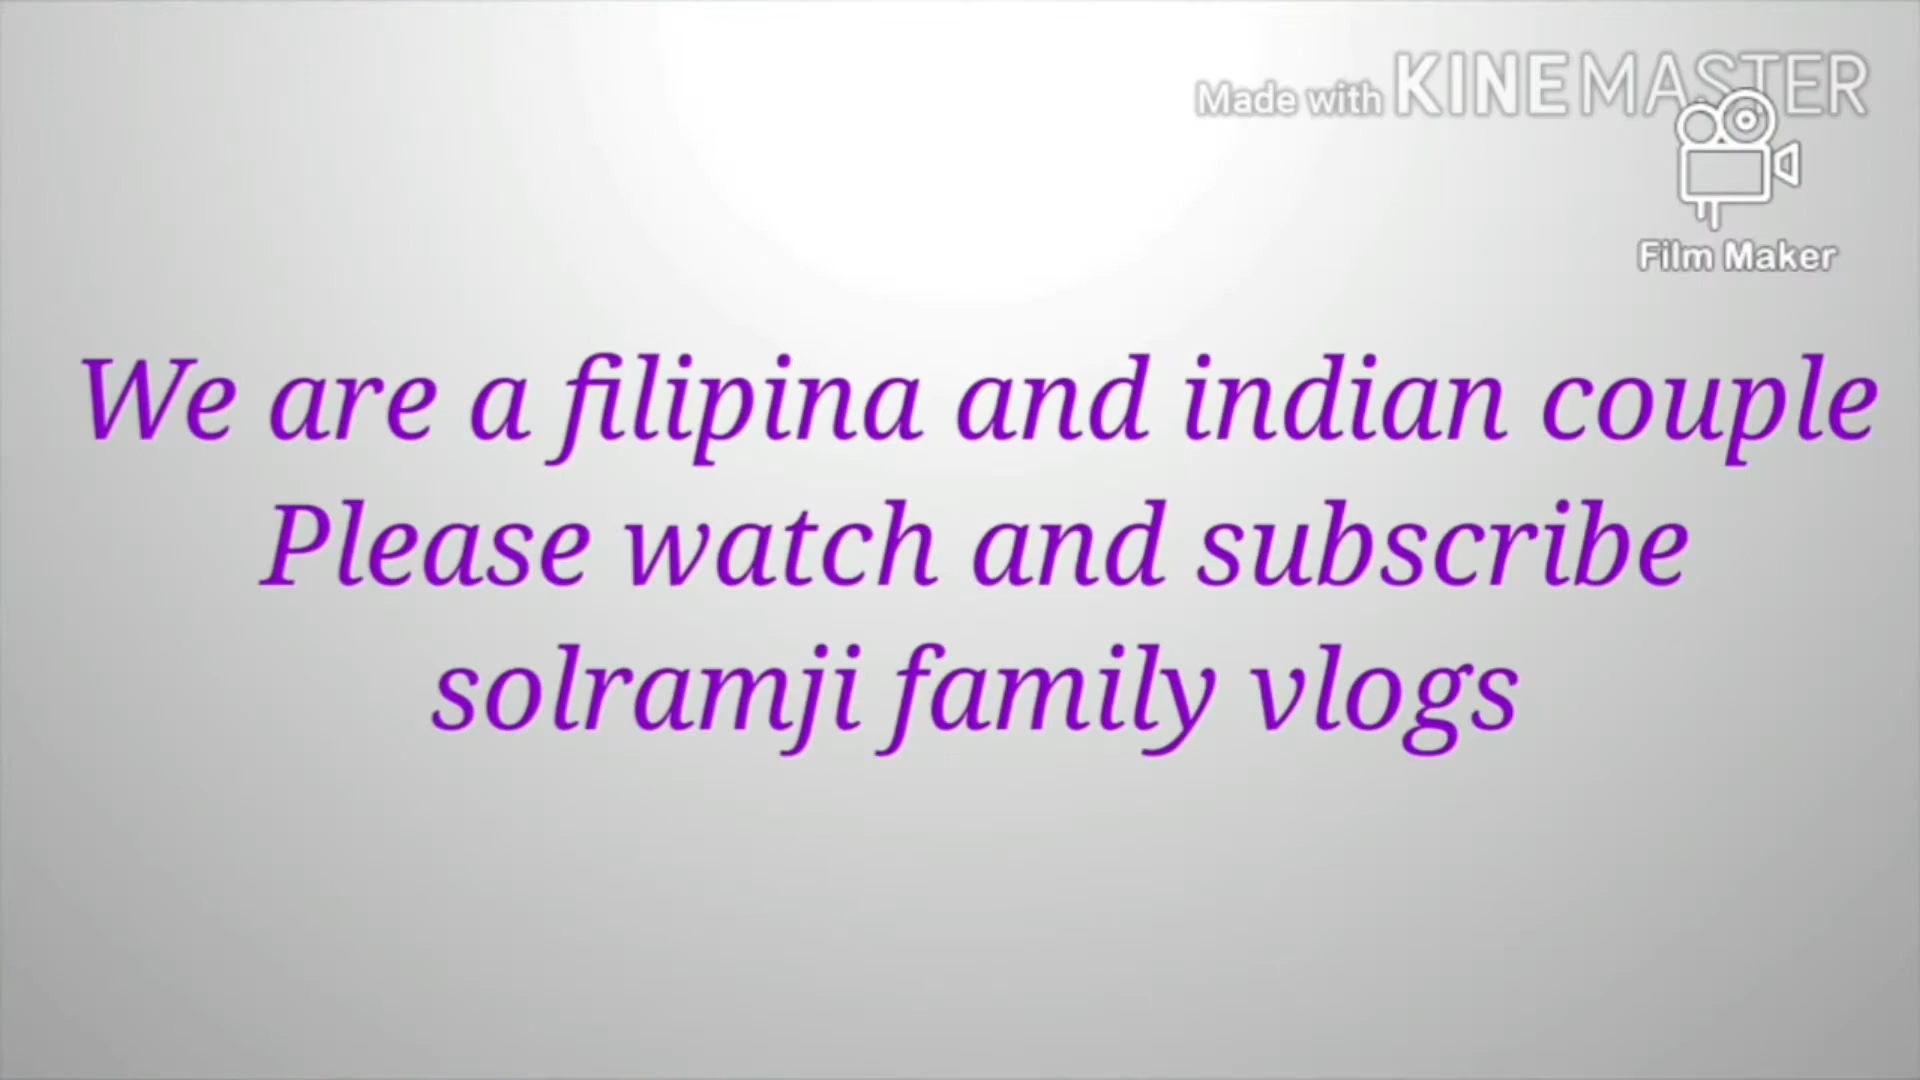 Made with KINEMASTER
Film Maker
We are a filipina and indian couple
Please watch and subscribe
solramji family vlogs